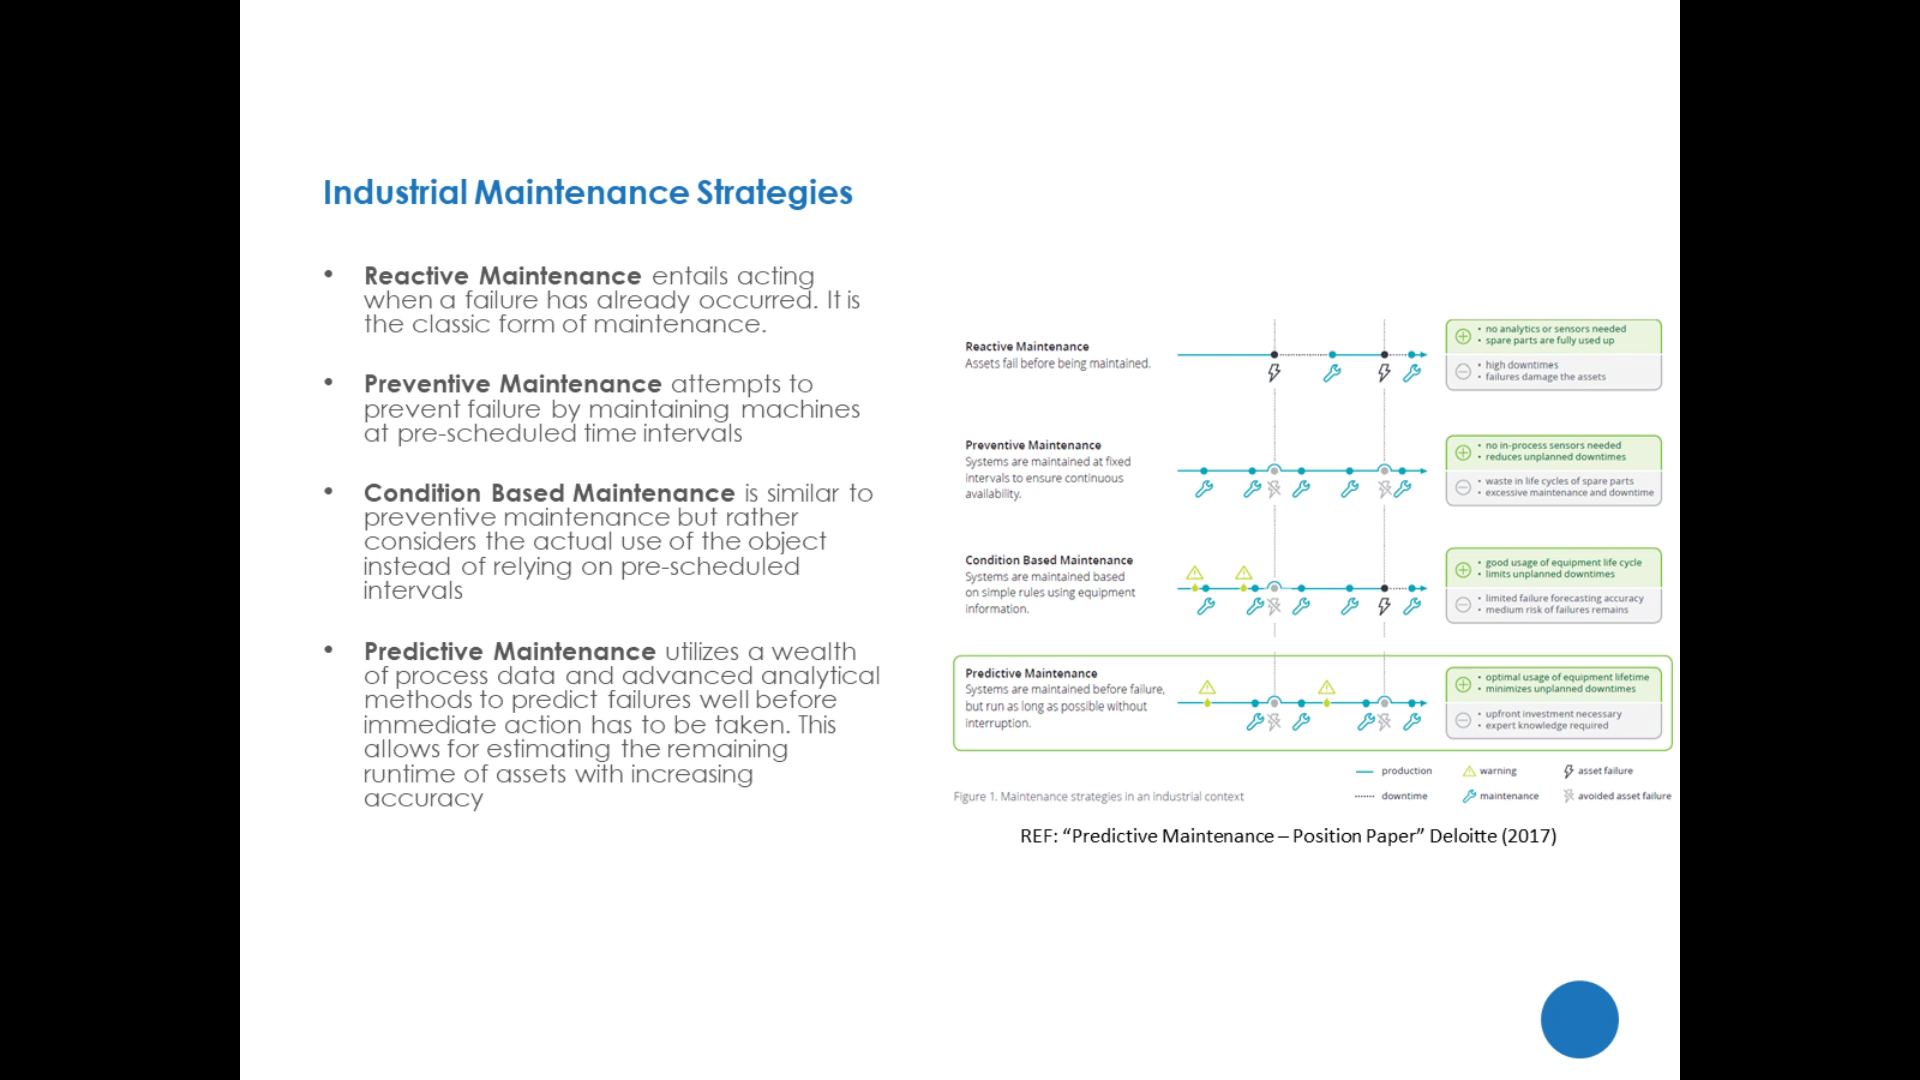 Industrial Maintenance Strategies
• Reactive Maintenance entails acting
when a failure has already occurred. It is
the classic form of maintenance.
• Preventive Maintenance attempts to
prevent failure by maintaining machines
at pre-scheduled time intervals
• Condition Based Maintenance is similar to
preventive maintenance but rather
considers the actual use of the object
instead of relying on pre-scheduled
intervals
• Predictive Maintenance utilizes a wealth
of process data and advanced analytical
methods to predict failures well before
immediate action has to be taken. This
allows for estimating the remaining
runtime of assets with increasing
accuracy
Reactive Maintenance
Assets fail before being maintained.
• no analytics or sensors needed
• spare parts are fully used up
• high downtimes
• failures damage the assets
Preventive Maintenance
Systems are maintained at fixed
intervals to ensure continuous
availability.
• no in-process sensors needed
• reduces unplanned downtimes
• waste in life cycles of spare parts
• excessive maintenance and downtime
Condition Based Maintenance
Systems are maintained based
on simple rules using equipment
information.
• good usage of equipment life cycle
• limits unplanned downtimes
• limited failure forecasting accuracy
• medium risk of failures remains
Predictive Maintenance
Systems are maintained before failure,
but run as long as possible without
interruption.
• optimal usage of equipment lifetime
• minimizes unplanned downtimes
• upfront investment necessary
• expert knowledge required
production
warning
asset failure
downtime
maintenance
avoided asset failure
Figure 1. Maintenance strategies in an industrial context
REF: “Predictive Maintenance – Position Paper” Deloitte (2017)